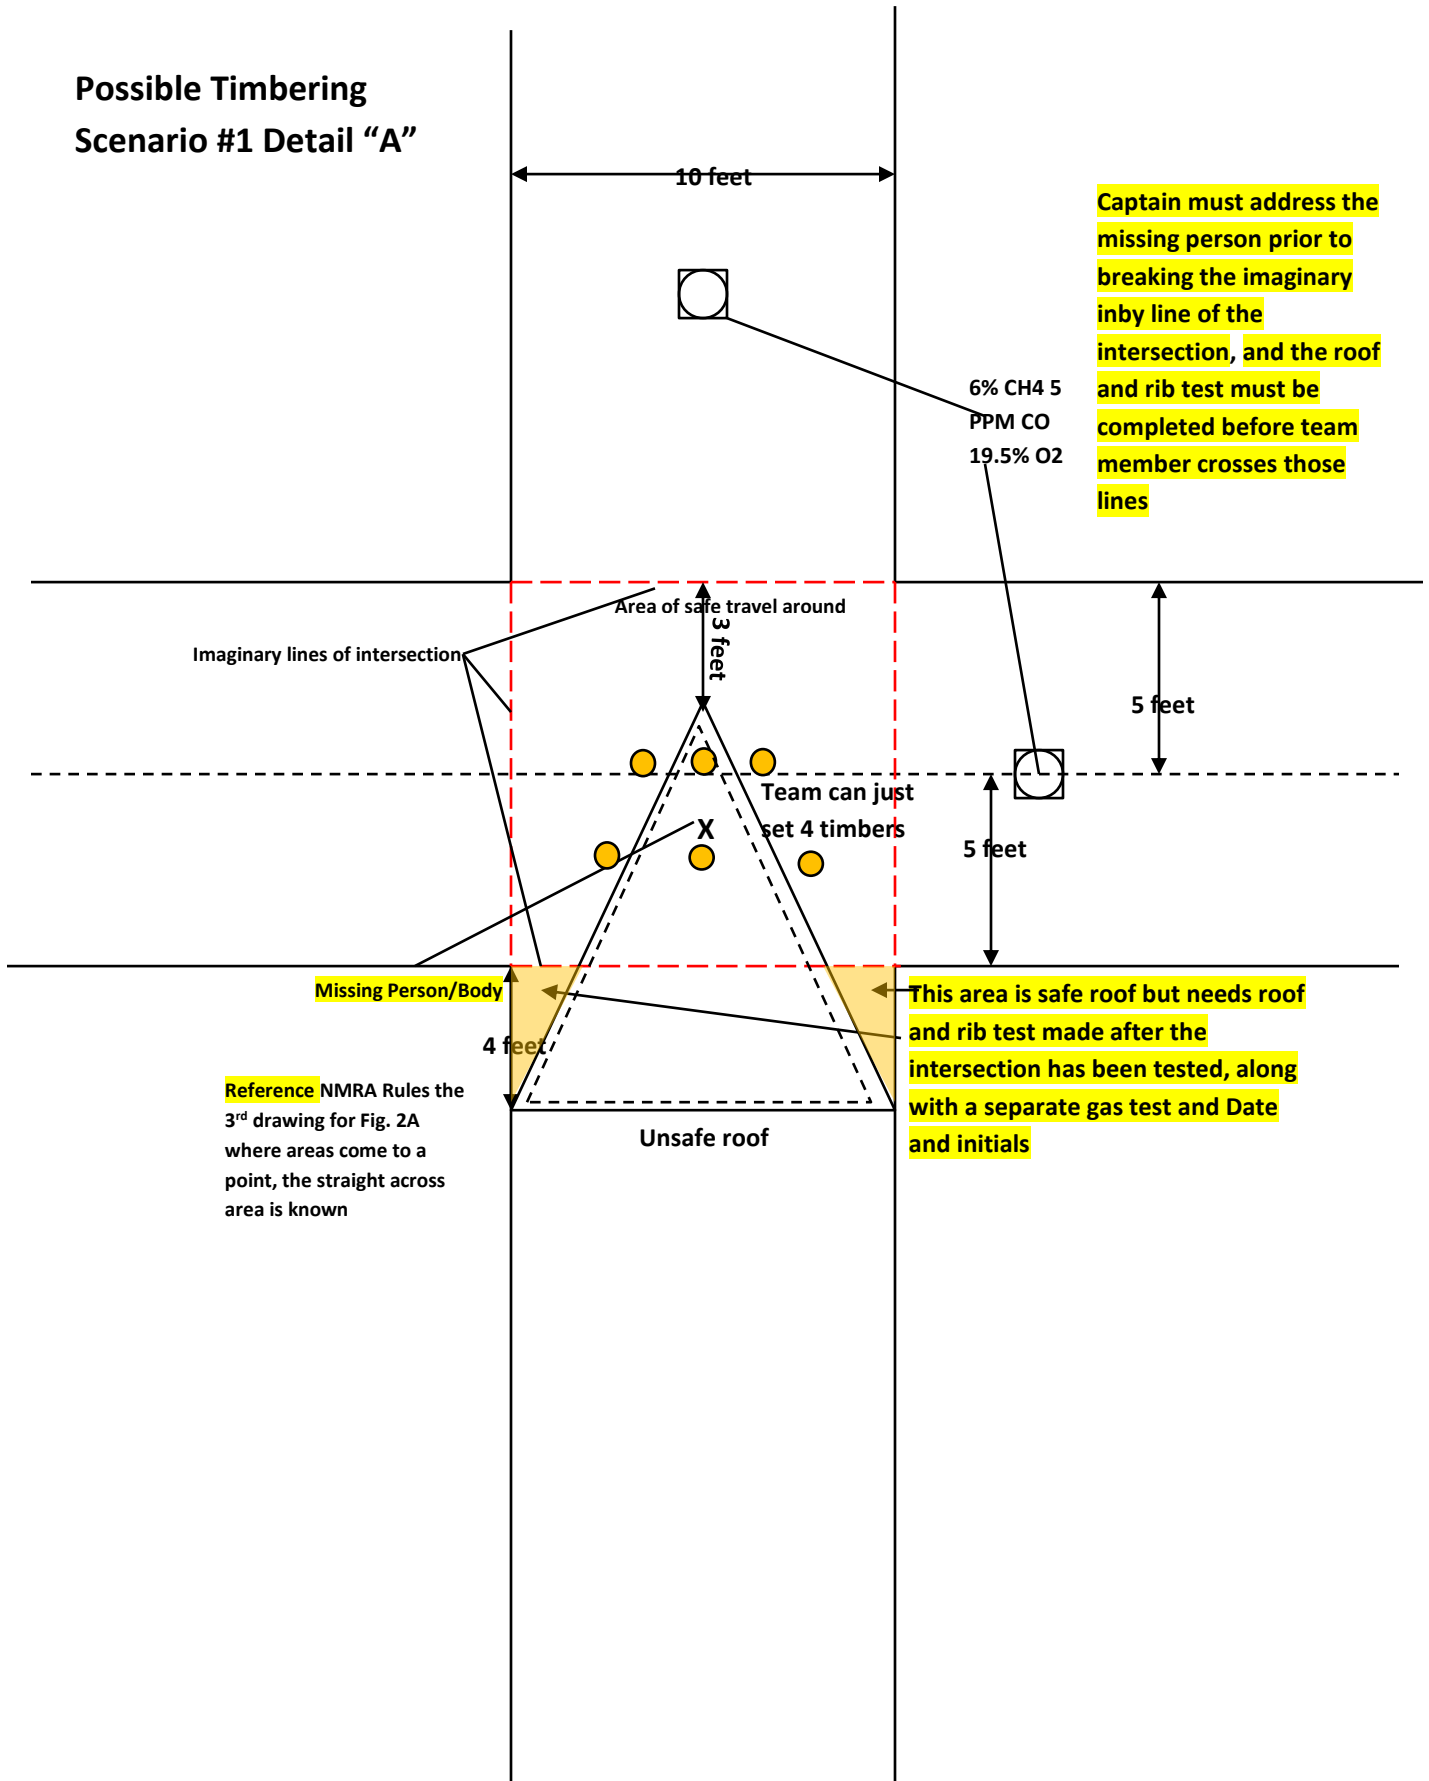 Possible Timbering
Scenario #1 Detail “A”
10 feet
Captain must address the
missing person prior to
breaking the imaginary
inby line of the
intersection, and the roof
and rib test must be
completed before team
member crosses those
lines
6% CH4 5
PPM CO
19.5% O2
Area of safe travel around
3 feet
Imaginary lines of intersection
5 feet
Team can just
set 4 timbers
X
5 feet
Missing Person/Body
This area is safe roof but needs roof
and rib test made after the
intersection has been tested, along
with a separate gas test and Date
and initials
4 feet
Reference NMRA Rules the
3rd drawing for Fig. 2A
where areas come to a
point, the straight across
area is known
Unsafe roof